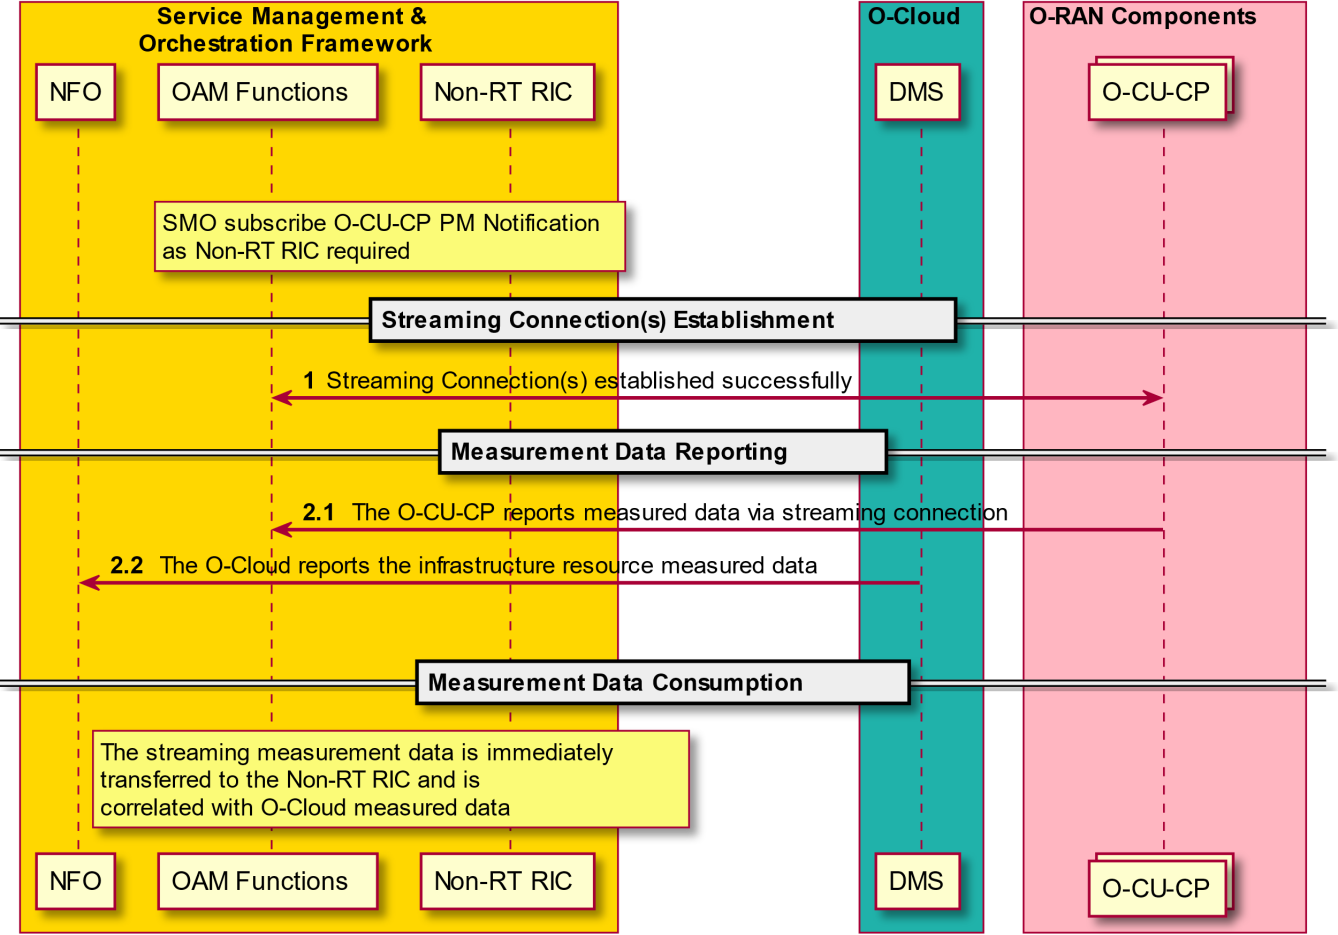 Service Management &
Orchestration Framework
O-Cloud
O-RAN Components
NFO
OAM Functions
Non-RT RIC
DMS
O-CU-CP
SMO subscribe O-CU-CP PM Notification
as Non-RT RIC required
Streaming Connection(s) Establishment
1 Streaming Connection(s) established successfully
Measurement Data Reporting
2.1 The O-CU-CP reports measured data via streaming connection
2.2 The O-Cloud reports the infrastructure resource measured data
Measurement Data Consumption
The streaming measurement data is immediately
transferred to the Non-RT RIC and is
correlated with O-Cloud measured data
NFO
OAM Functions
Non-RT RIC
DMS
O-CU-CP